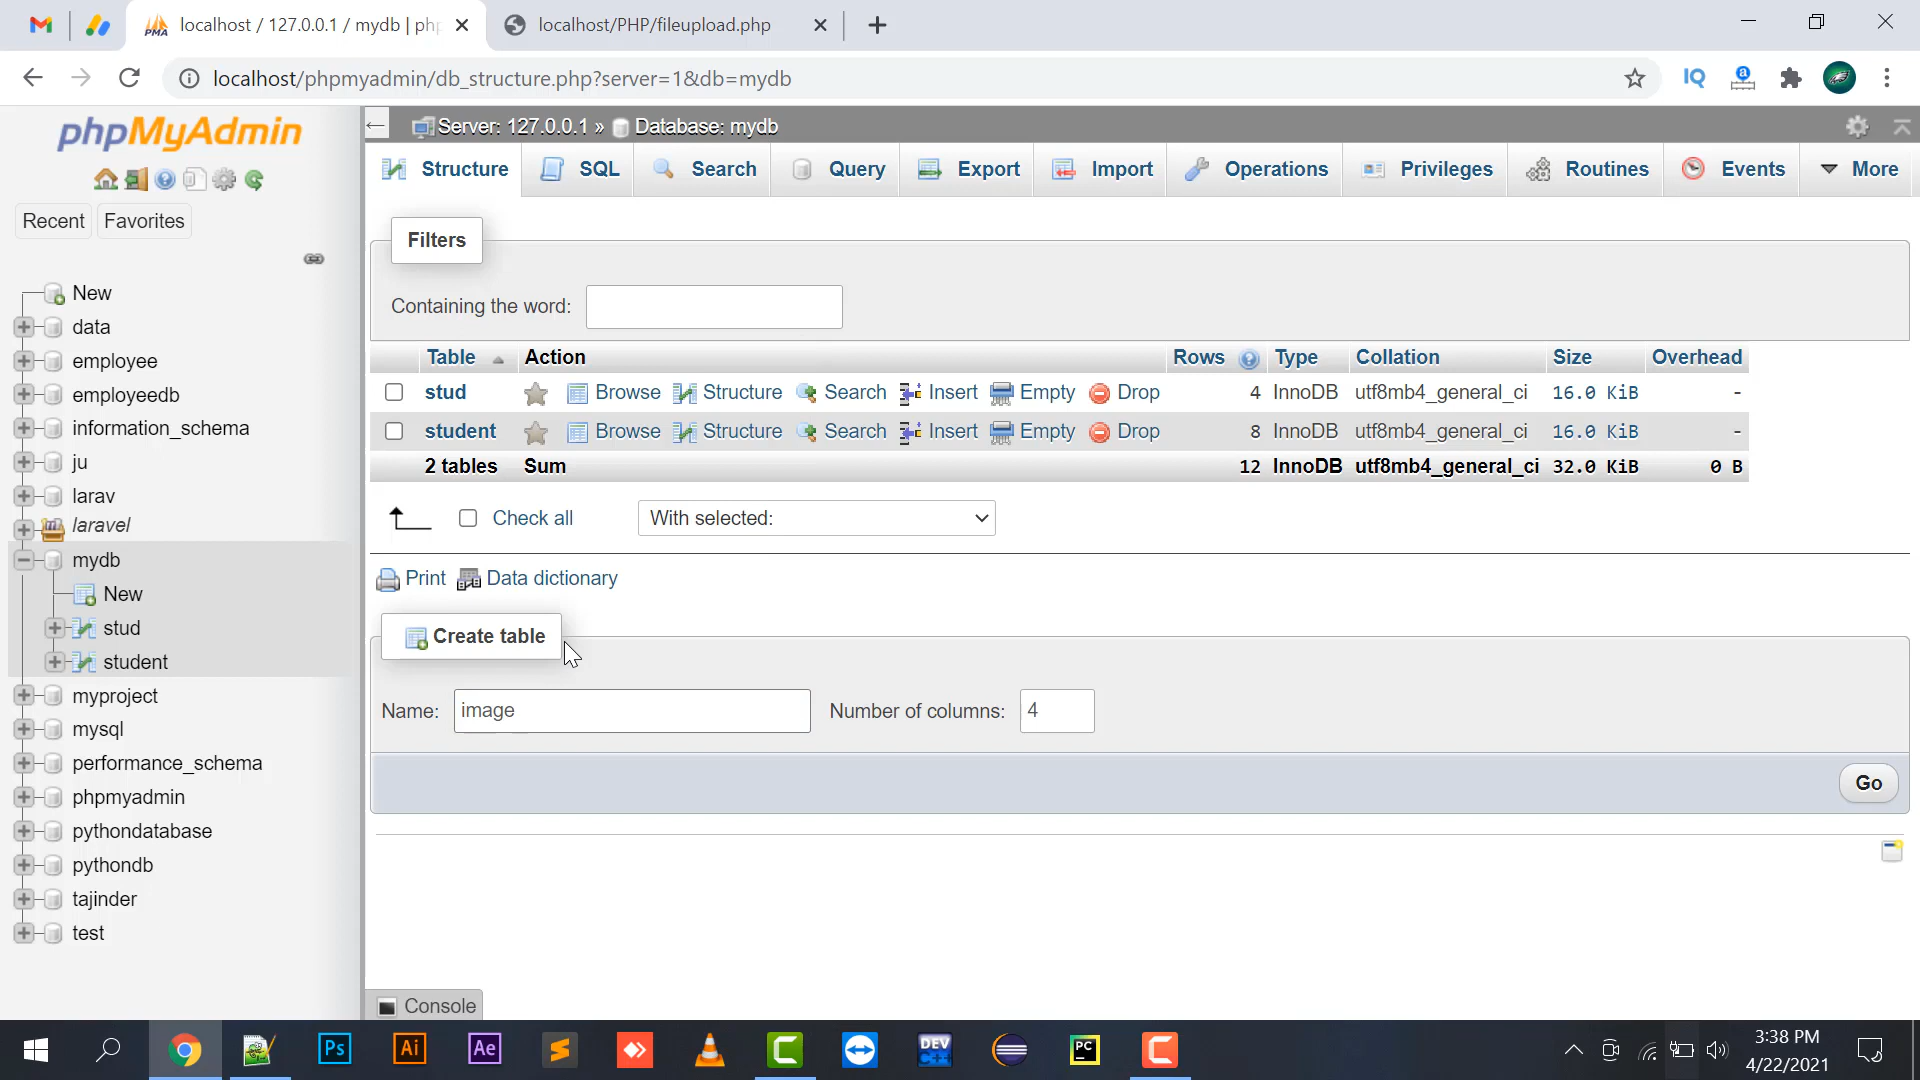 localhost / 127.0.0.1 / mydb | php
localhost/PHP/fileupload.php
localhost/phpmyadmin/db_structure.php?server=1&db=mydb
phpMyAdmin
Recent
Favorites
New
data
employee
employeedb
information_schema
ju
larav
laravel
mydb
New
stud
student
myproject
mysql
performance_schema
phpmyadmin
pythondatabase
pythondb
tajinder
test
Server: 127.0.0.1 » Database: mydb
Structure SQL Search Query Export Import Operations Privileges Routines Events More
Filters
Containing the word:
Table Action Rows Type Collation Size Overhead
stud Browse Structure Search Insert Empty Drop 4 InnoDB utf8mb4_general_ci 16.0 KiB -
student Browse Structure Search Insert Empty Drop 8 InnoDB utf8mb4_general_ci 16.0 KiB -
2 tables Sum 12 InnoDB utf8mb4_general_ci 32.0 KiB 0 B
Check all With selected:
Print Data dictionary
Create table
Name: image Number of columns: 4
Go
Console
Ps Ai Ae DEV C++ PC
3:38 PM
4/22/2021